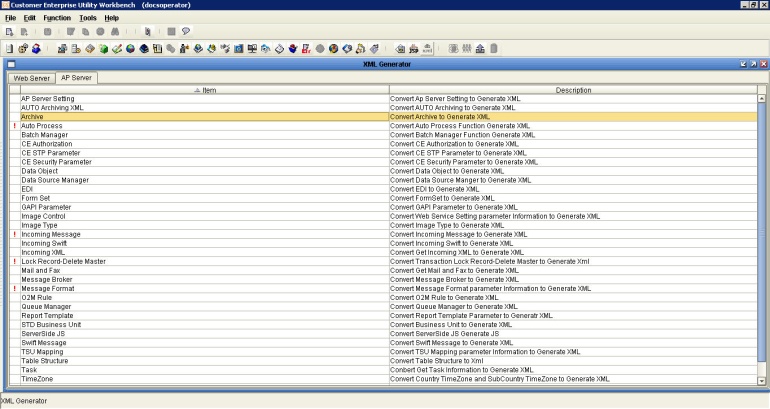 Customer Enterprise Utility Workbench (docsoperator)
File Edit Function Tools Help
XML Generator
Web Server AP Server
Item Description
AP Server Setting Convert Ap Server Setting to Generate XML
AUTO Archiving XML Convert AUTO Archiving to Generate XML
Archive Convert Archive to Generate XML
! Auto Process Convert Auto Process Function Generate XML
Batch Manager Convert Batch Manager Function Generate XML
CE Authorization Convert CE Authorization to Generate XML
CE STP Parameter Convert CE STP Parameter to Generate XML
CE Security Parameter Convert CE Security Parameter to Generate XML
Data Object Convert Data Object to Generate XML
Data Source Manager Convert Data Source Manger to Generate XML
EDI Convert EDI to Generate XML
Form Set Convert FormSet to Generate XML
GAPI Parameter Convert GAPI Parameter to Generate XML
Image Control Convert Web Service Setting parameter Information to Generate XML
Image Type Convert Image Type to Generate XML
! Incoming Message Convert Incoming Message to Generate XML
Incoming Swift Convert Incoming Swift to Generate XML
Incoming XML Convert Get Incoming XML to Generate XML
! Lock Record-Delete Master Convert Transaction Lock Record-Delete Master to Generate Xml
Mail and Fax Convert Get Mail and Fax to Generate XML
Message Broker Convert Message Broker to Generate XML
! Message Format Convert Message Format parameter Information to Generate XML
O2M Rule Convert O2M Rule to Generate XML
Queue Manager Convert Queue Manager to Generate XML
Report Template Convert Report Template Parameter to Generatr XML
STD Business Unit Convert Business Unit to Generate XML
ServerSide JS Convert ServerSide JS Generate JS
Swift Message Convert Swift Message to Generate XML
TSU Mapping Convert TSU Mapping parameter Information to Generate XML
Table Structure Convert Table Structure to Xml
Task Conbert Get Task Information to Generate XML
TimeZone Convert Country TimeZone and SubCountry TimeZone to Generate XML
XML Generator